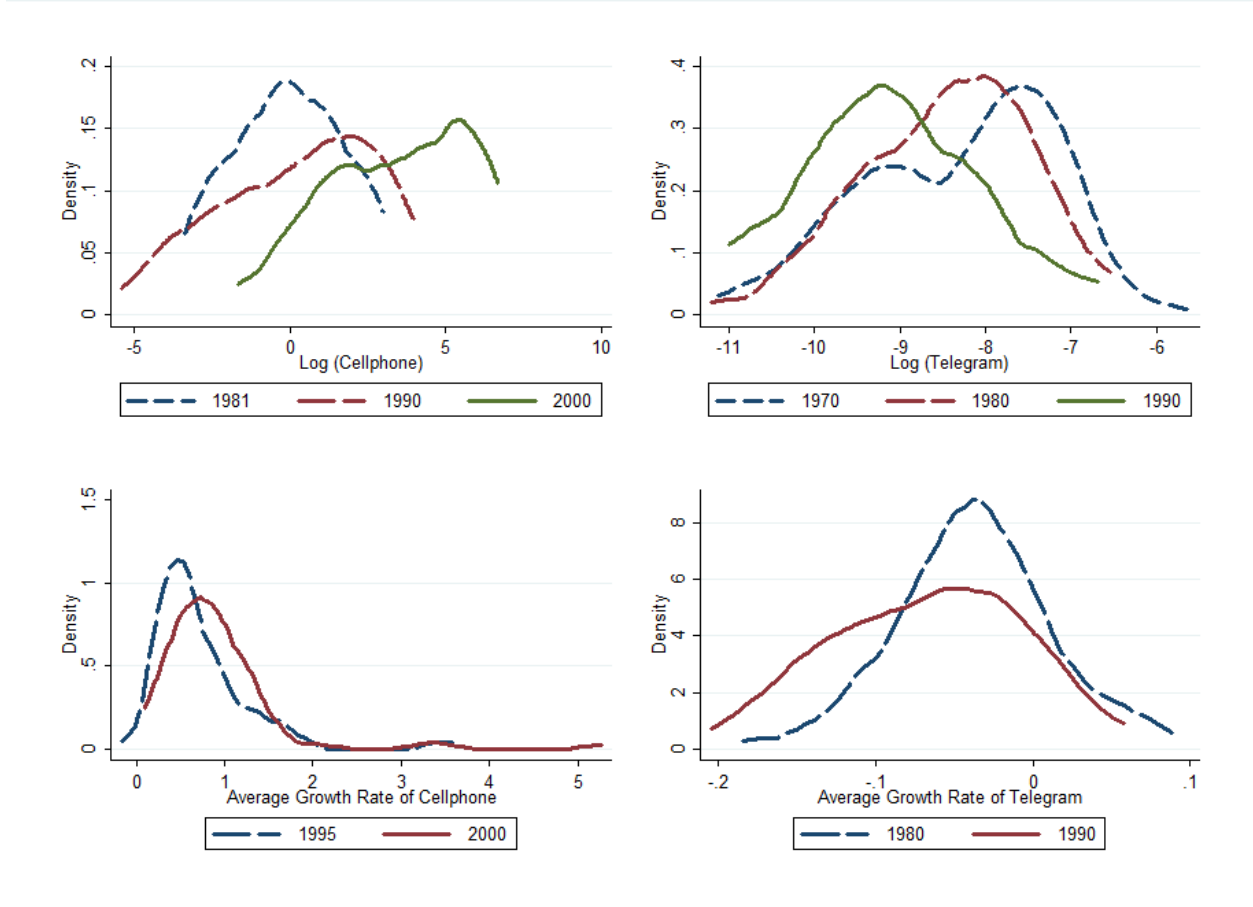 Density
.2
.15
.1
.05
0
-5 0 5 10
Log (Cellphone)
1981 1990 2000
Density
.4
.3
.2
.1
0
-11 -10 -9 -8 -7 -6
Log (Telegram)
1970 1980 1990
Density
1.5
1
.5
0
0 1 2 3 4 5
Average Growth Rate of Cellphone
1995 2000
Density
8
6
4
2
0
-.2 -.1 0 .1
Average Growth Rate of Telegram
1980 1990